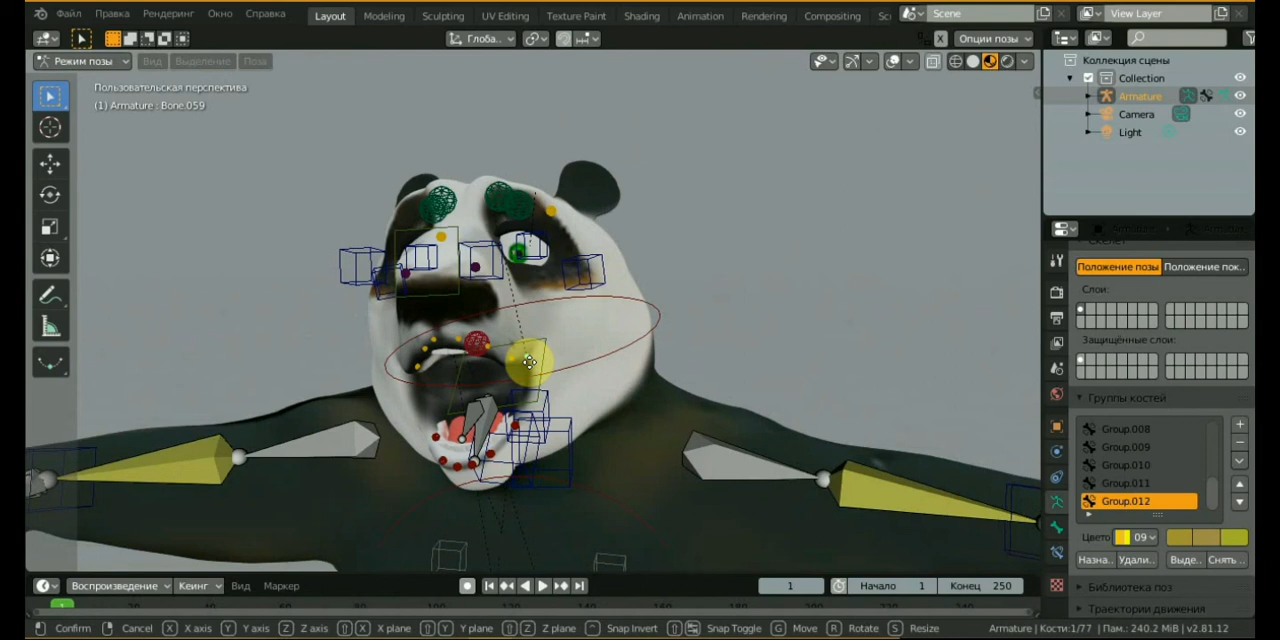 Файл Правка Рендеринг Окно Справка Layout Modeling Sculpting UV Editing Texture Paint Shading Animation Rendering Compositing Sc Scene View Layer
Глоба.. Опции позы
Режим позы Вид Выделение Поза
Пользовательская перспектива
(1) Armature : Bone.059
Коллекция сцены
Collection
Armature
Camera
Light
Положение позы Положение пок..
Слои:
Защищённые слои:
Группы костей
Group.008
Group.009
Group.010
Group.011
Group.012
Цвето 09
Назна.. Удали.. Выде.. Снять ..
Библиотека поз
Траектории движения
Воспроизведение Кеинг Вид Маркер 1 Начало 1 Конец 250
Confirm Cancel X X axis Y Y axis Z Z axis X X plane Y Y plane Z Z plane Snap Invert Snap Toggle G Move R Rotate S Resize Armature | Кости:1/77 | Пам.: 240.2 MiB | v2.81.12